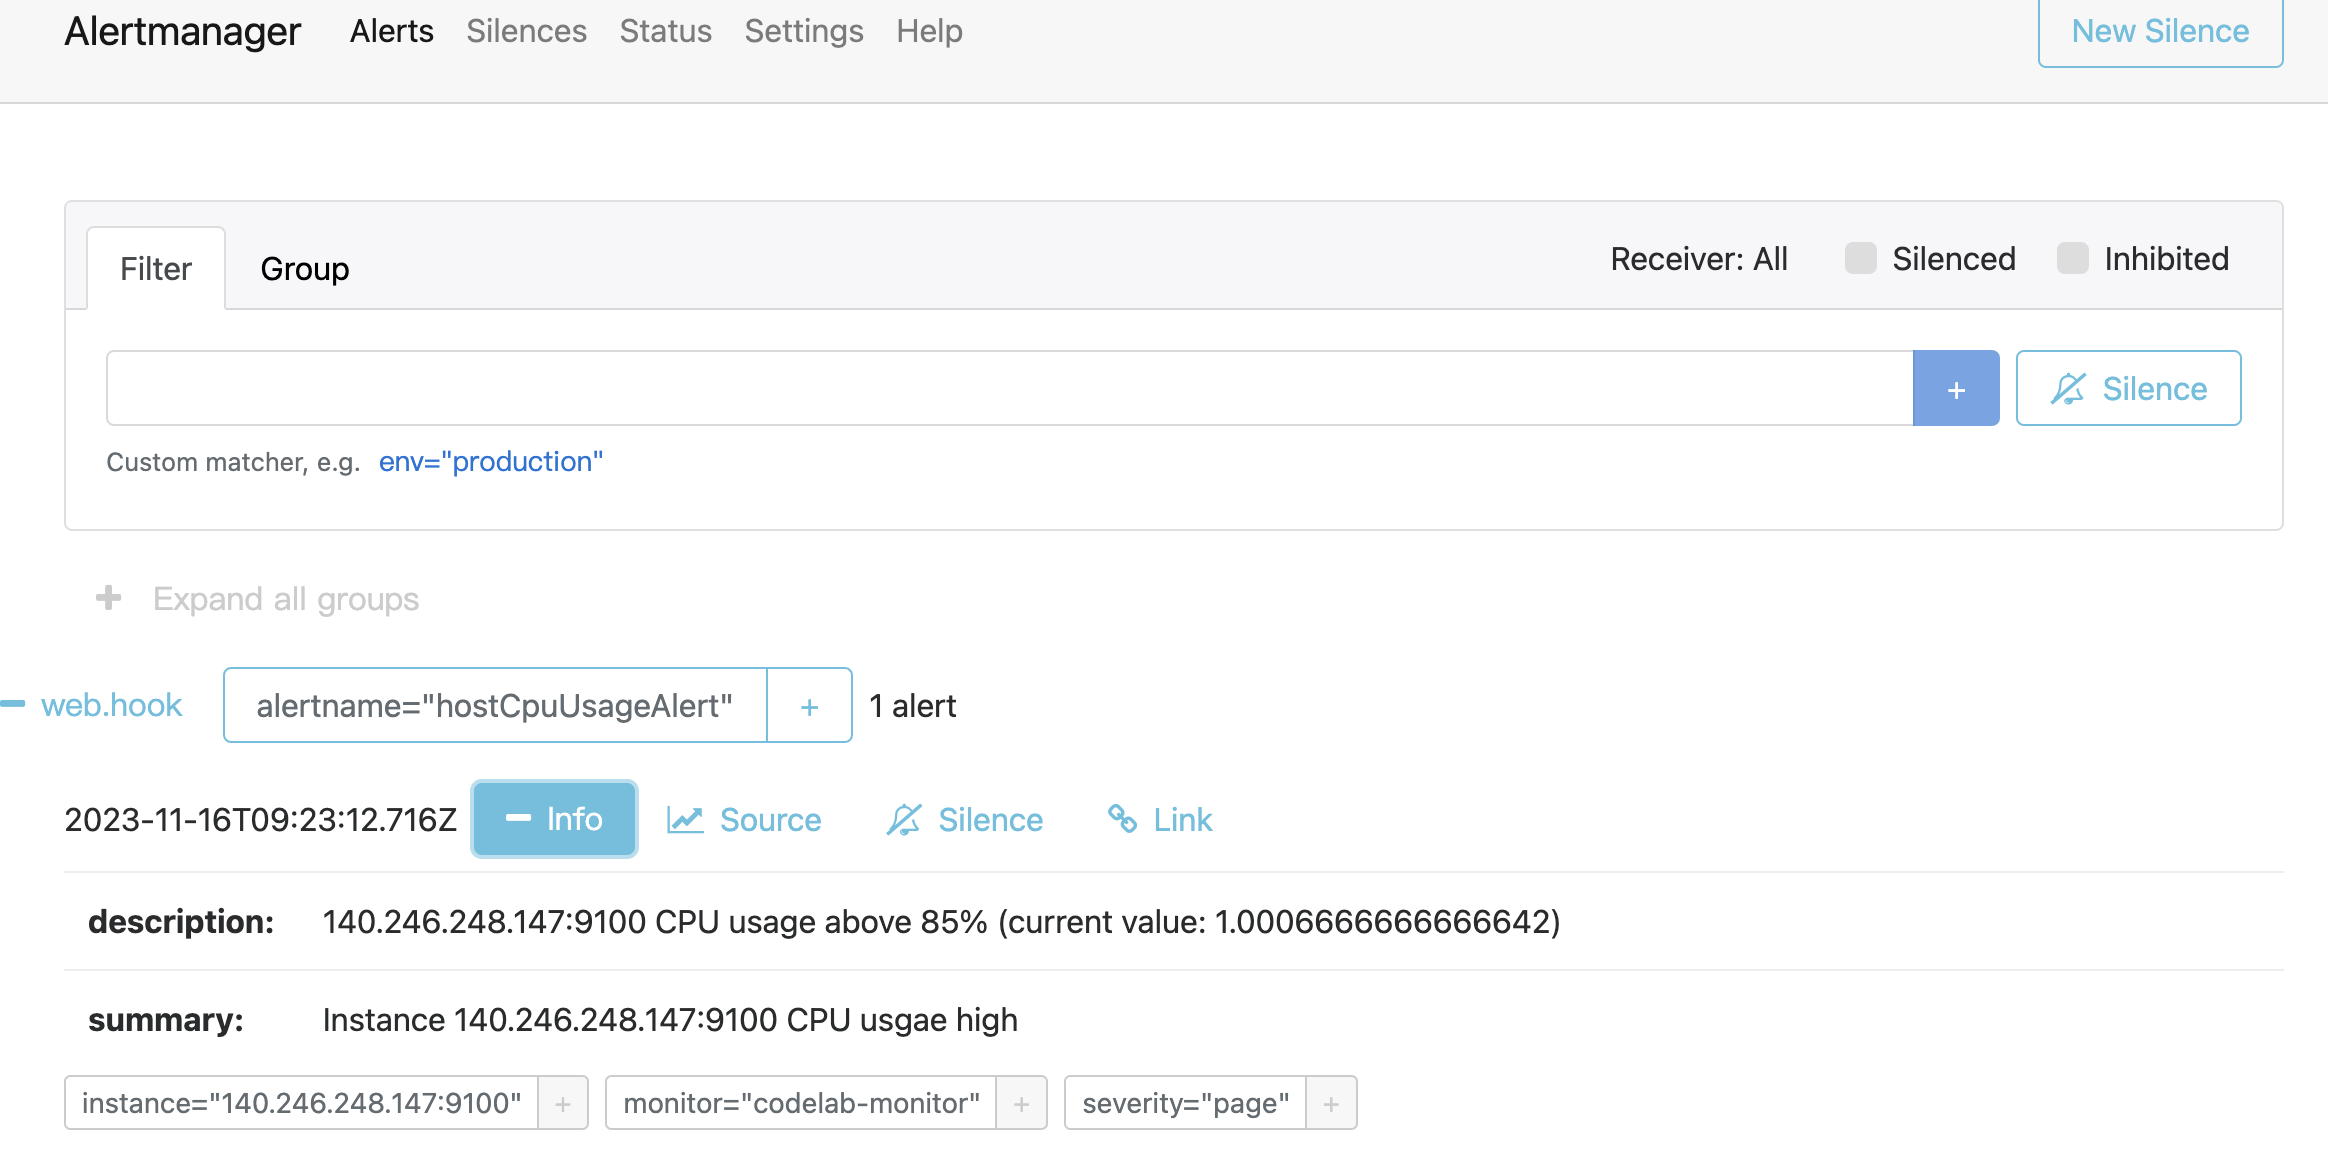 Alertmanager Alerts Silences Status Settings Help New Silence
Filter Group Receiver: All Silenced Inhibited
+ Silence
Custom matcher, e.g. env="production"
+ Expand all groups
web.hook alertname="hostCpuUsageAlert" + 1 alert
2023-11-16T09:23:12.716Z Info Source Silence Link
description: 140.246.248.147:9100 CPU usage above 85% (current value: 1.0006666666666642)
summary: Instance 140.246.248.147:9100 CPU usgae high
instance="140.246.248.147:9100" + monitor="codelab-monitor" + severity="page" +